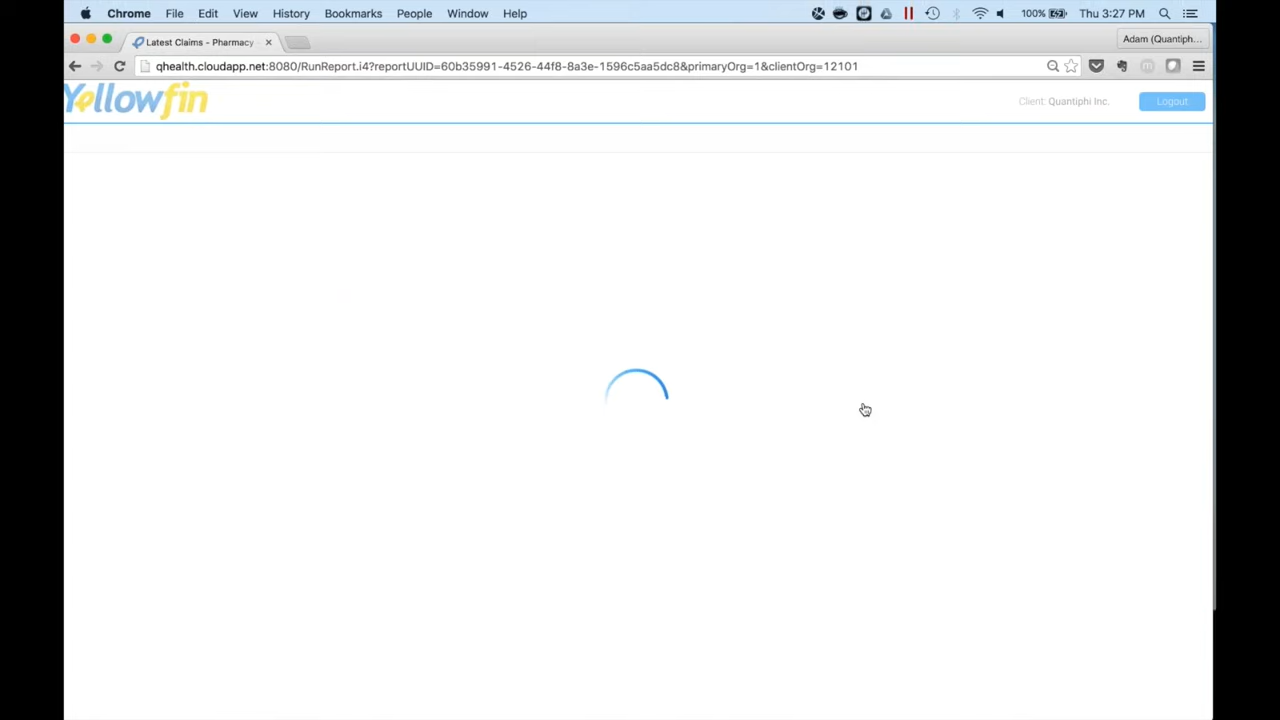 Chrome File Edit View History Bookmarks People Window Help 100% Thu 3:27 PM
Latest Claims - Pharmacy Adam (Quantiph...
qhealth.cloudapp.net:8080/RunReport.i4?reportUUID=60b35991-4526-44f8-8a3e-1596c5aa5dc8&primaryOrg=1&clientOrg=12101
Yellowfin Client: Quantiphi Inc. Logout